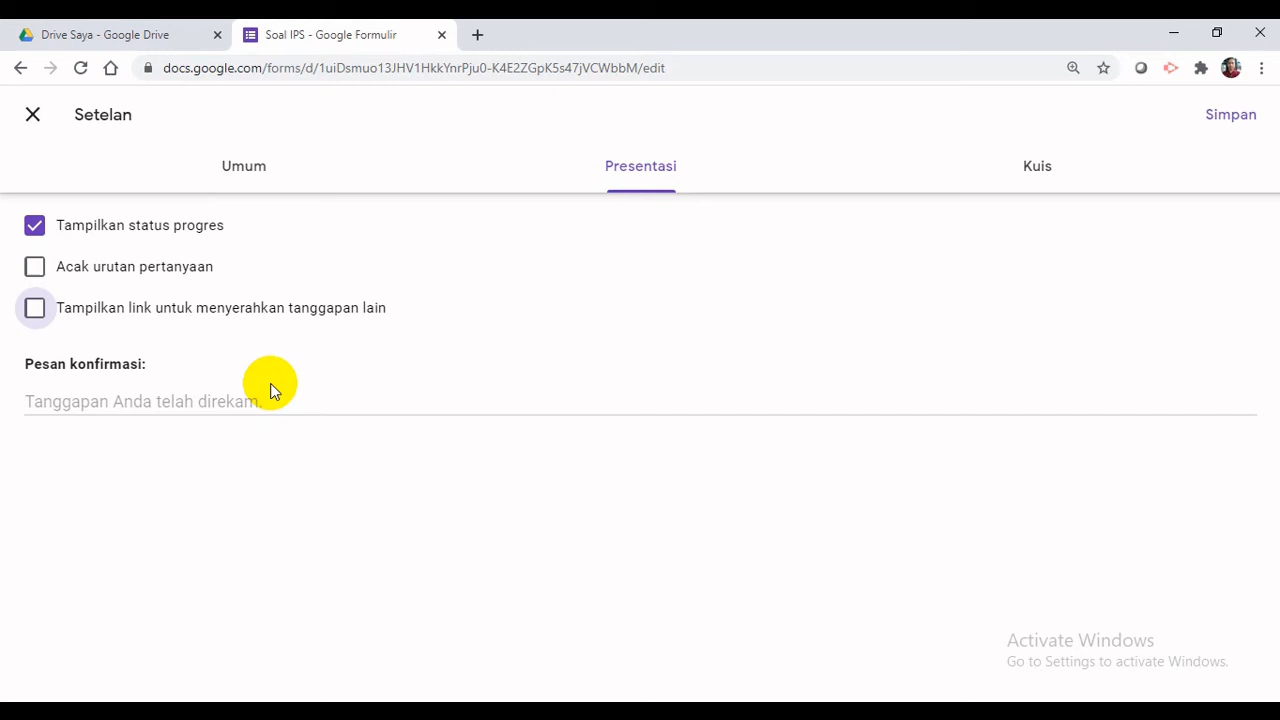 Drive Saya - Google Drive
Soal IPS - Google Formulir
docs.google.com/forms/d/1uiDsmuo13JHV1HkkYnrPju0-K4E2ZGpK5s47jVCWbbM/edit
Setelan
Simpan
Umum
Presentasi
Kuis
Tampilkan status progres
Acak urutan pertanyaan
Tampilkan link untuk menyerahkan tanggapan lain
Pesan konfirmasi:
Tanggapan Anda telah direkam.
Activate Windows
Go to Settings to activate Windows.